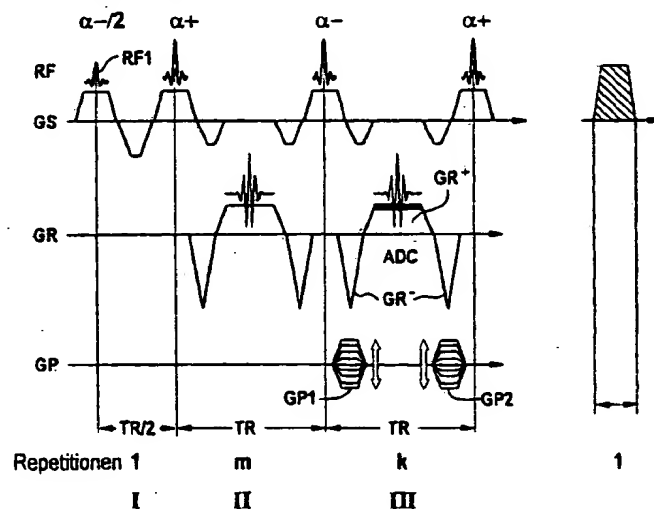 α−/2 α+ α− α+
RF RF1
GS
GR⁺
GR ADC
GR⁻
GP
GP1 GP2
TR/2 TR TR
Repetitionen 1 m k 1
I II III